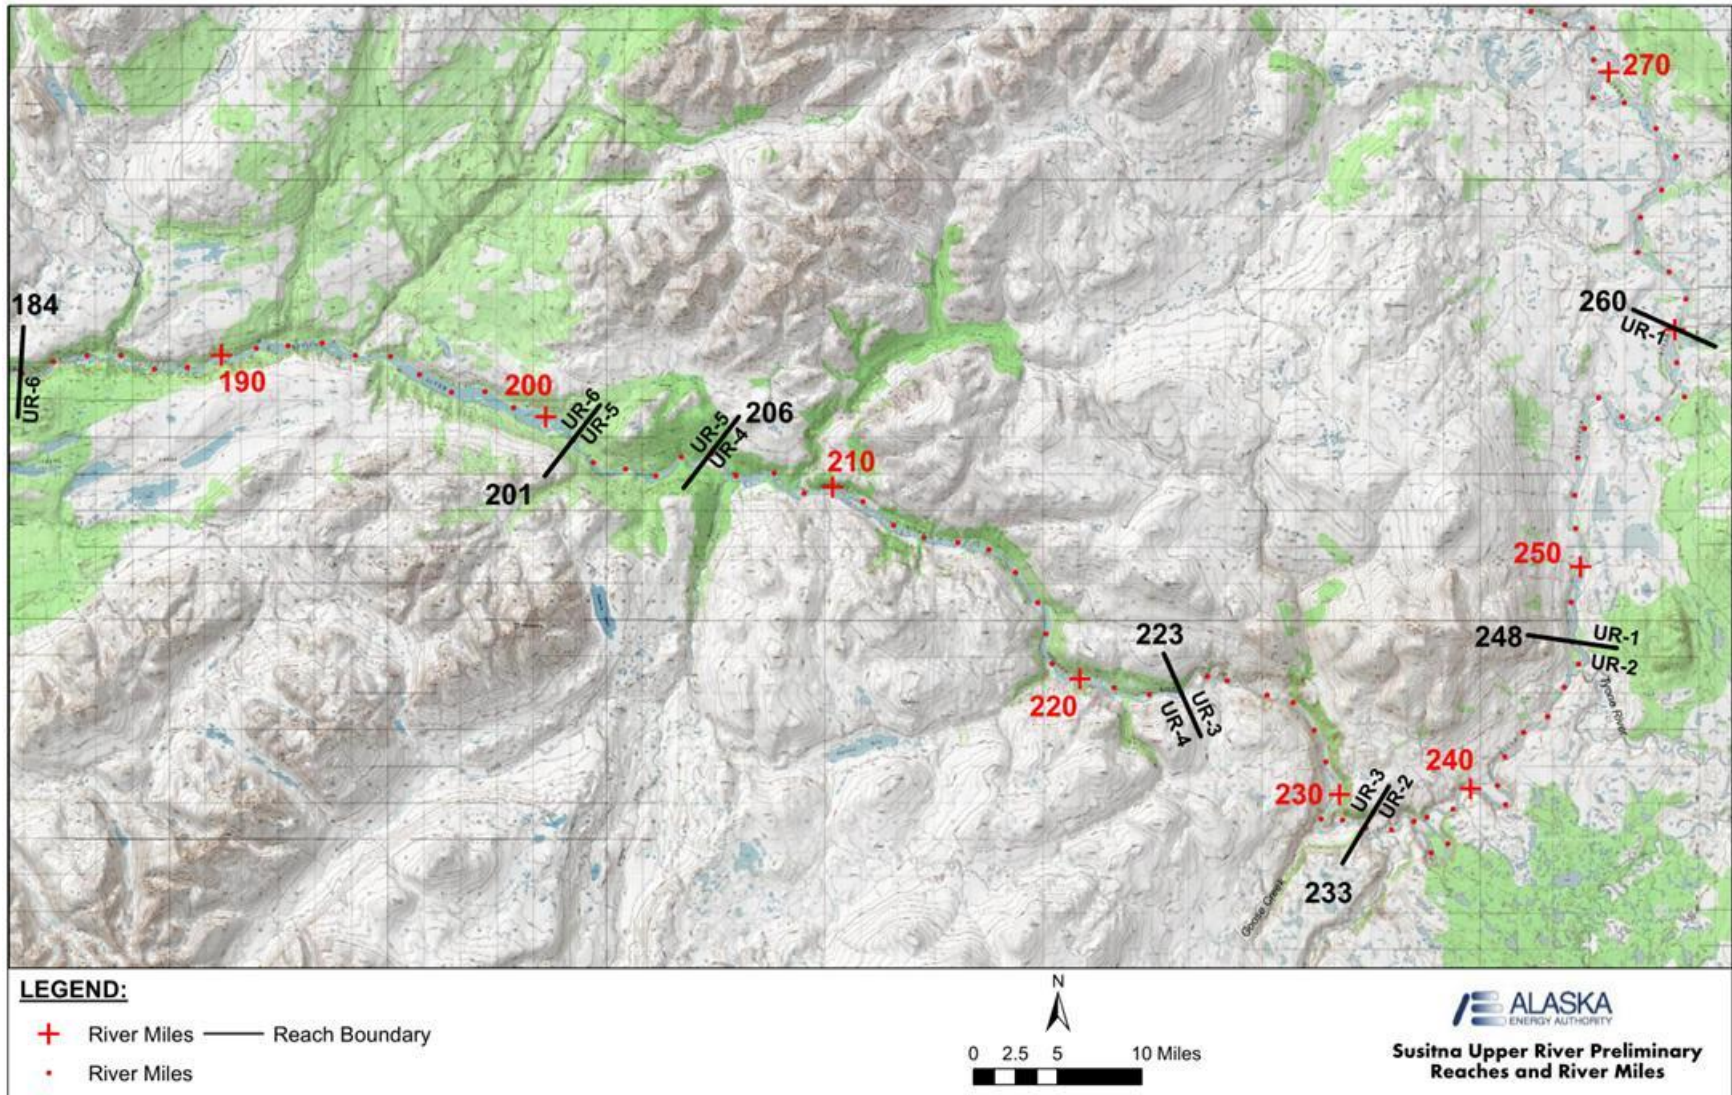 270
260
UR-1
184
UR-6
190
200
UR-6
UR-5
201
UR-5
UR-4
206
210
250
248
UR-1
UR-2
Tyone River
223
UR-3
UR-4
220
240
230
UR-3
UR-2
233
Goose Creek
LEGEND:
River Miles
Reach Boundary
River Miles
N
0 2.5 5 10 Miles
ALASKA
ENERGY AUTHORITY
Susitna Upper River Preliminary
Reaches and River Miles